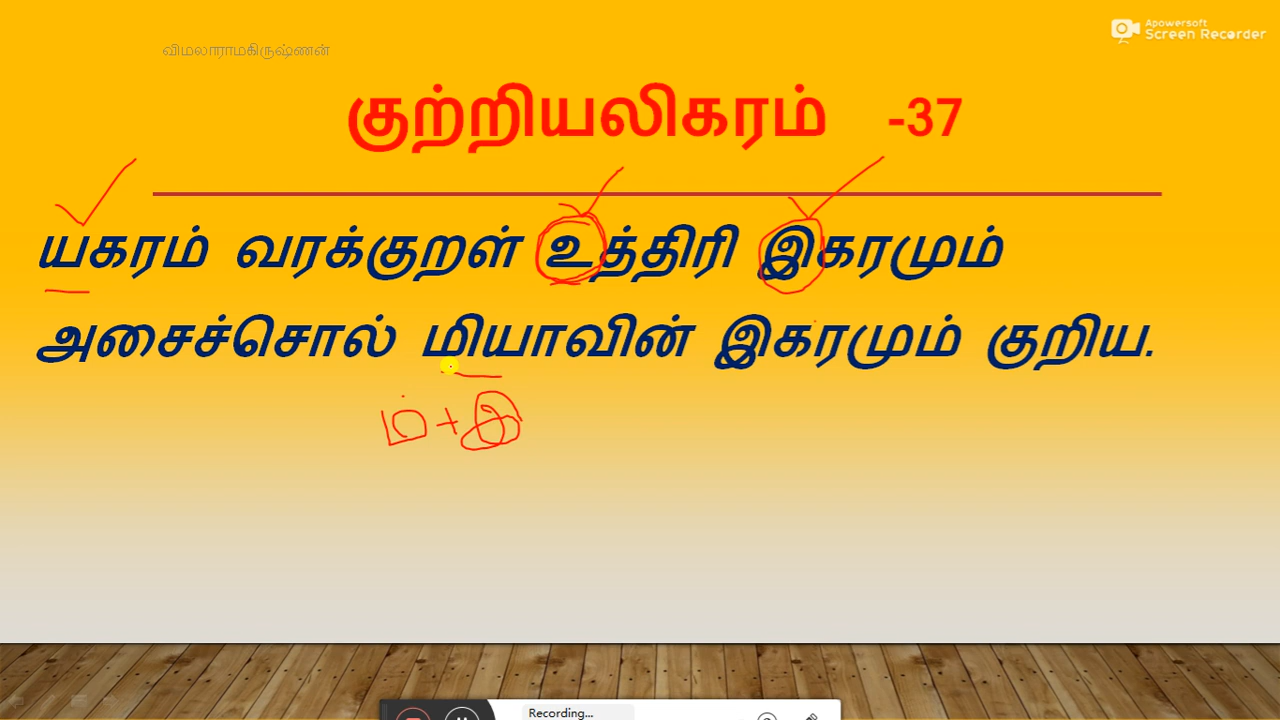 விமலாராமகிருஷ்ணன்
Apowersoft
Screen Recorder
குற்றியலிகரம் -37
யகரம் வரக்குறள் உத்திரி இகரமும்
அசைச்சொல் மியாவின் இகரமும் குறிய.
ம்+இ
Recording...